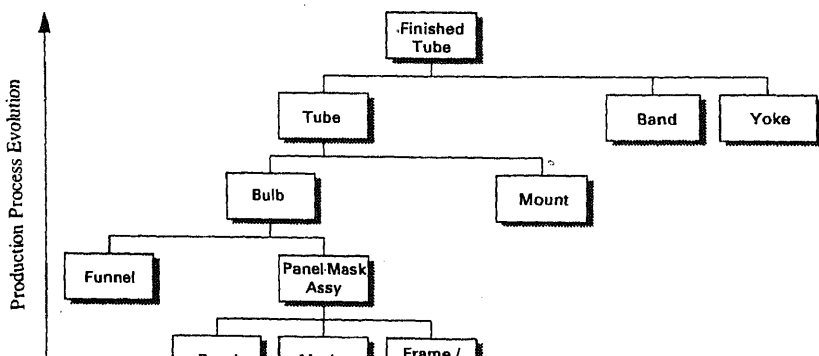 Finished
Tube
Tube
Band
Yoke
Bulb
Mount
Funnel
Panel-Mask
Assy
Frame /
Production Process Evolution